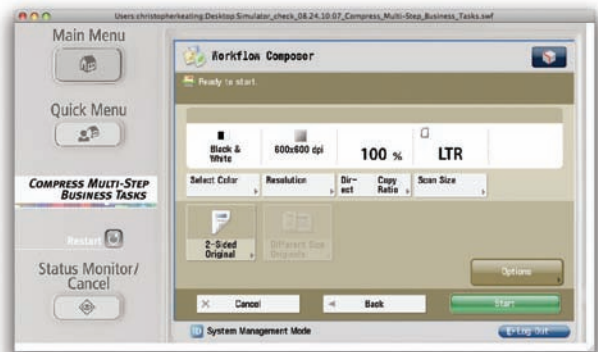 Users:christopherkeating:Desktop:Simulator_check_08.24.10:07_Compress_Multi-Step_Business_Tasks.swf
Main Menu
Quick Menu
COMPRESS MULTI-STEP
BUSINESS TASKS
Restart
Status Monitor/
Cancel
Workflow Composer
Ready to start.
Black &
White
600x600 dpi
100 %
LTR
Select Color
Resolution
Dir-
ect
Copy
Ratio
Scan Size
2-Sided
Original
Different Size
Originals
Options
Cancel
Back
Start
System Management Mode
Log Out